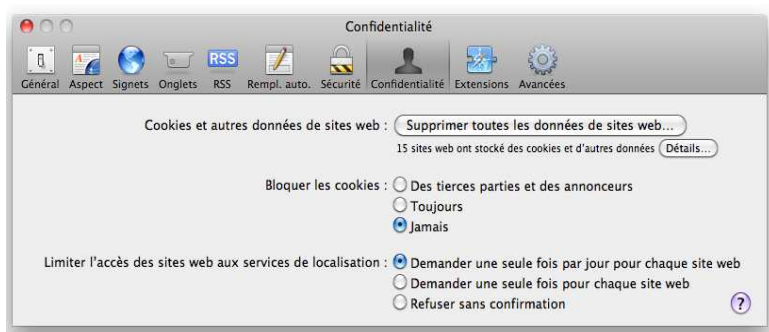 Confidentialité
RSS
Général Aspect Signets Onglets RSS Rempl. auto. Sécurité Confidentialité Extensions Avancées
Cookies et autres données de sites web : Supprimer toutes les données de sites web...
15 sites web ont stocké des cookies et d'autres données Détails...
Bloquer les cookies : Des tierces parties et des annonceurs
Toujours
Jamais
Limiter l'accès des sites web aux services de localisation : Demander une seule fois par jour pour chaque site web
Demander une seule fois pour chaque site web
Refuser sans confirmation ?